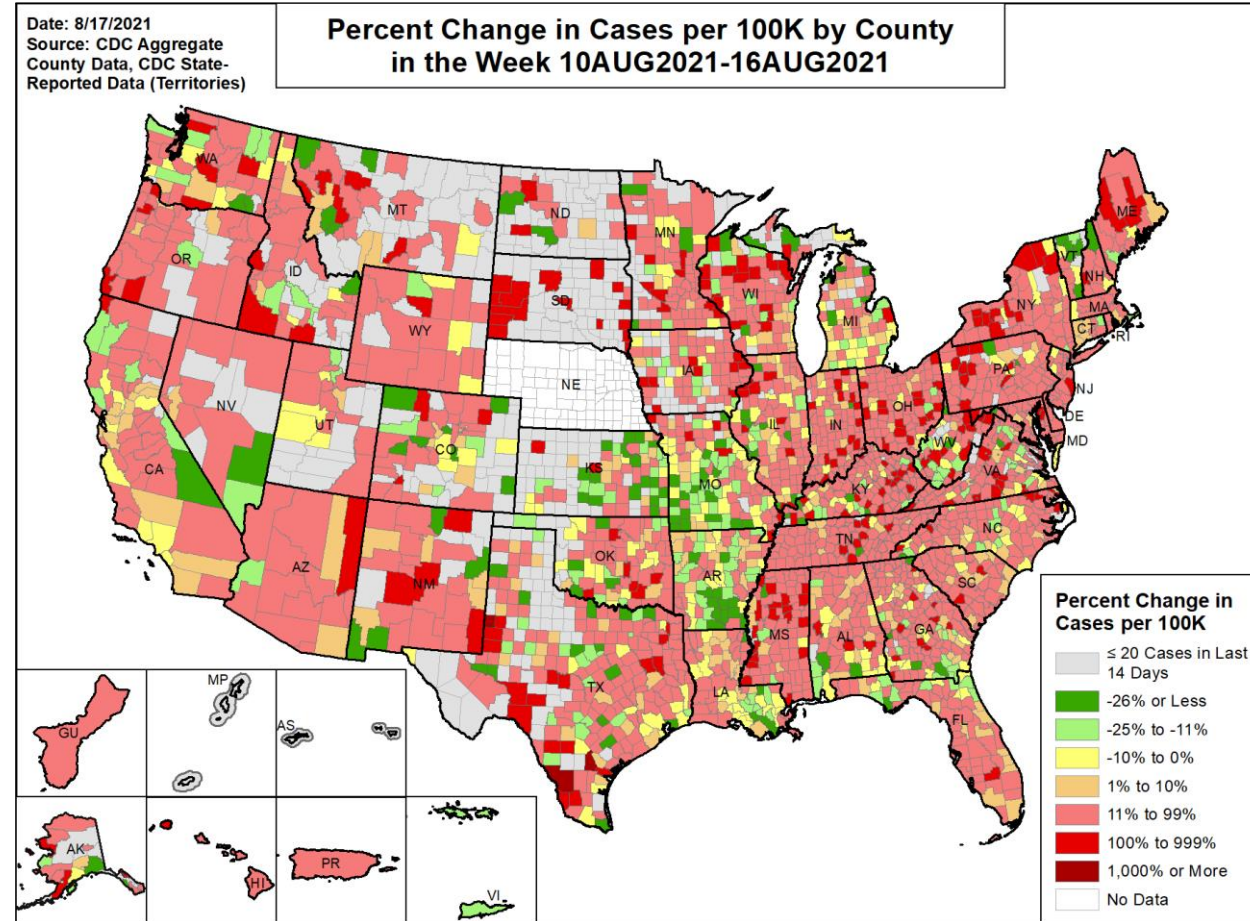 Date: 8/17/2021
Source: CDC Aggregate
County Data, CDC State-
Reported Data (Territories)
Percent Change in Cases per 100K by County
in the Week 10AUG2021-16AUG2021
WA
MT
ND
MN
ME
OR
ID
SD
WI
VT
NH
WY
MI
NY
MA
CT
RI
IA
NE
PA
NV
NJ
UT
OH
IL
IN
DE
CO
WV
MD
CA
KS
MO
VA
KY
NC
TN
OK
AZ
NM
AR
SC
MS
AL
GA
TX
LA
FL
MP
GU
AS
AK
HI
PR
VI
Percent Change in
Cases per 100K
≤ 20 Cases in Last
14 Days
-26% or Less
-25% to -11%
-10% to 0%
1% to 10%
11% to 99%
100% to 999%
1,000% or More
No Data